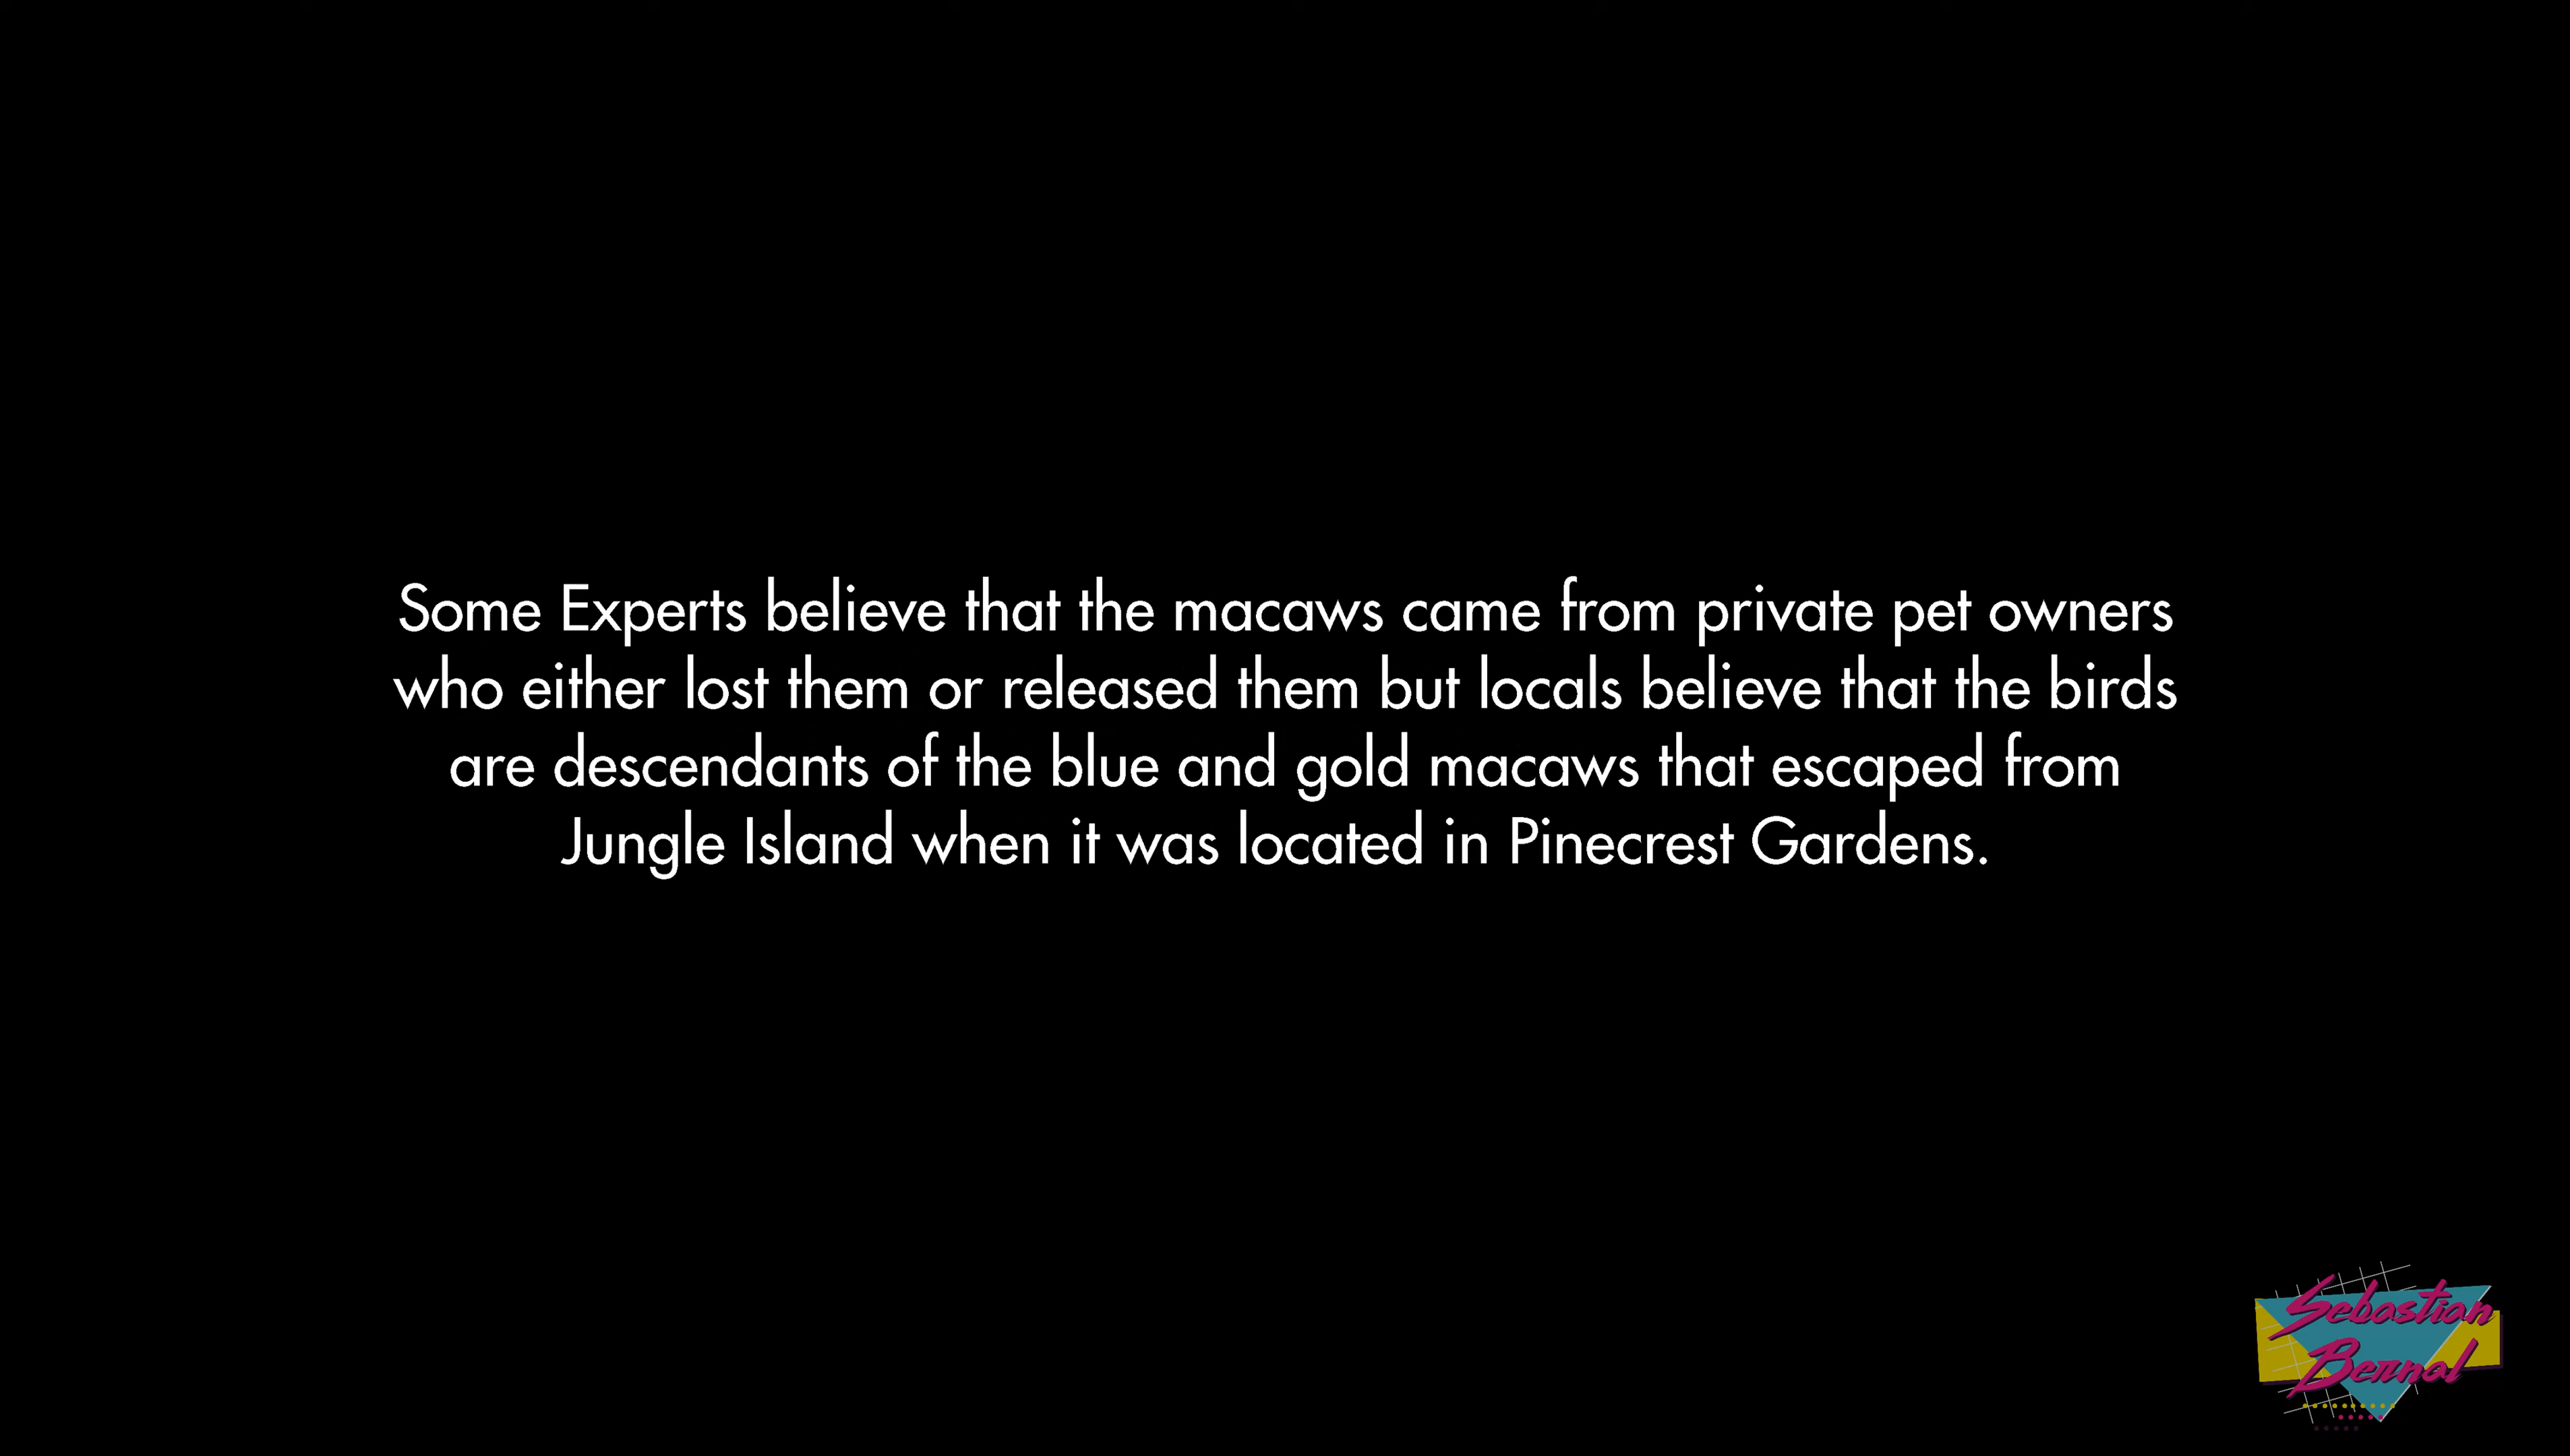 Some Experts believe that the macaws came from private pet owners
who either lost them or released them but locals believe that the birds
are descendants of the blue and gold macaws that escaped from
Jungle Island when it was located in Pinecrest Gardens.
Sebastian
Bernal